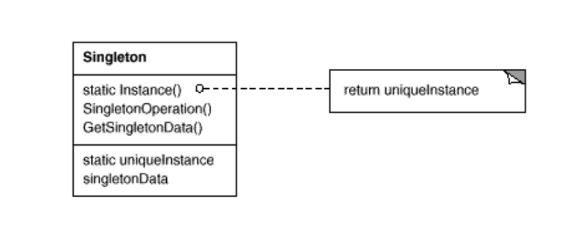 Singleton
static Instance()
return uniqueInstance
SingletonOperation()
GetSingletonData()
static uniqueInstance
singletonData